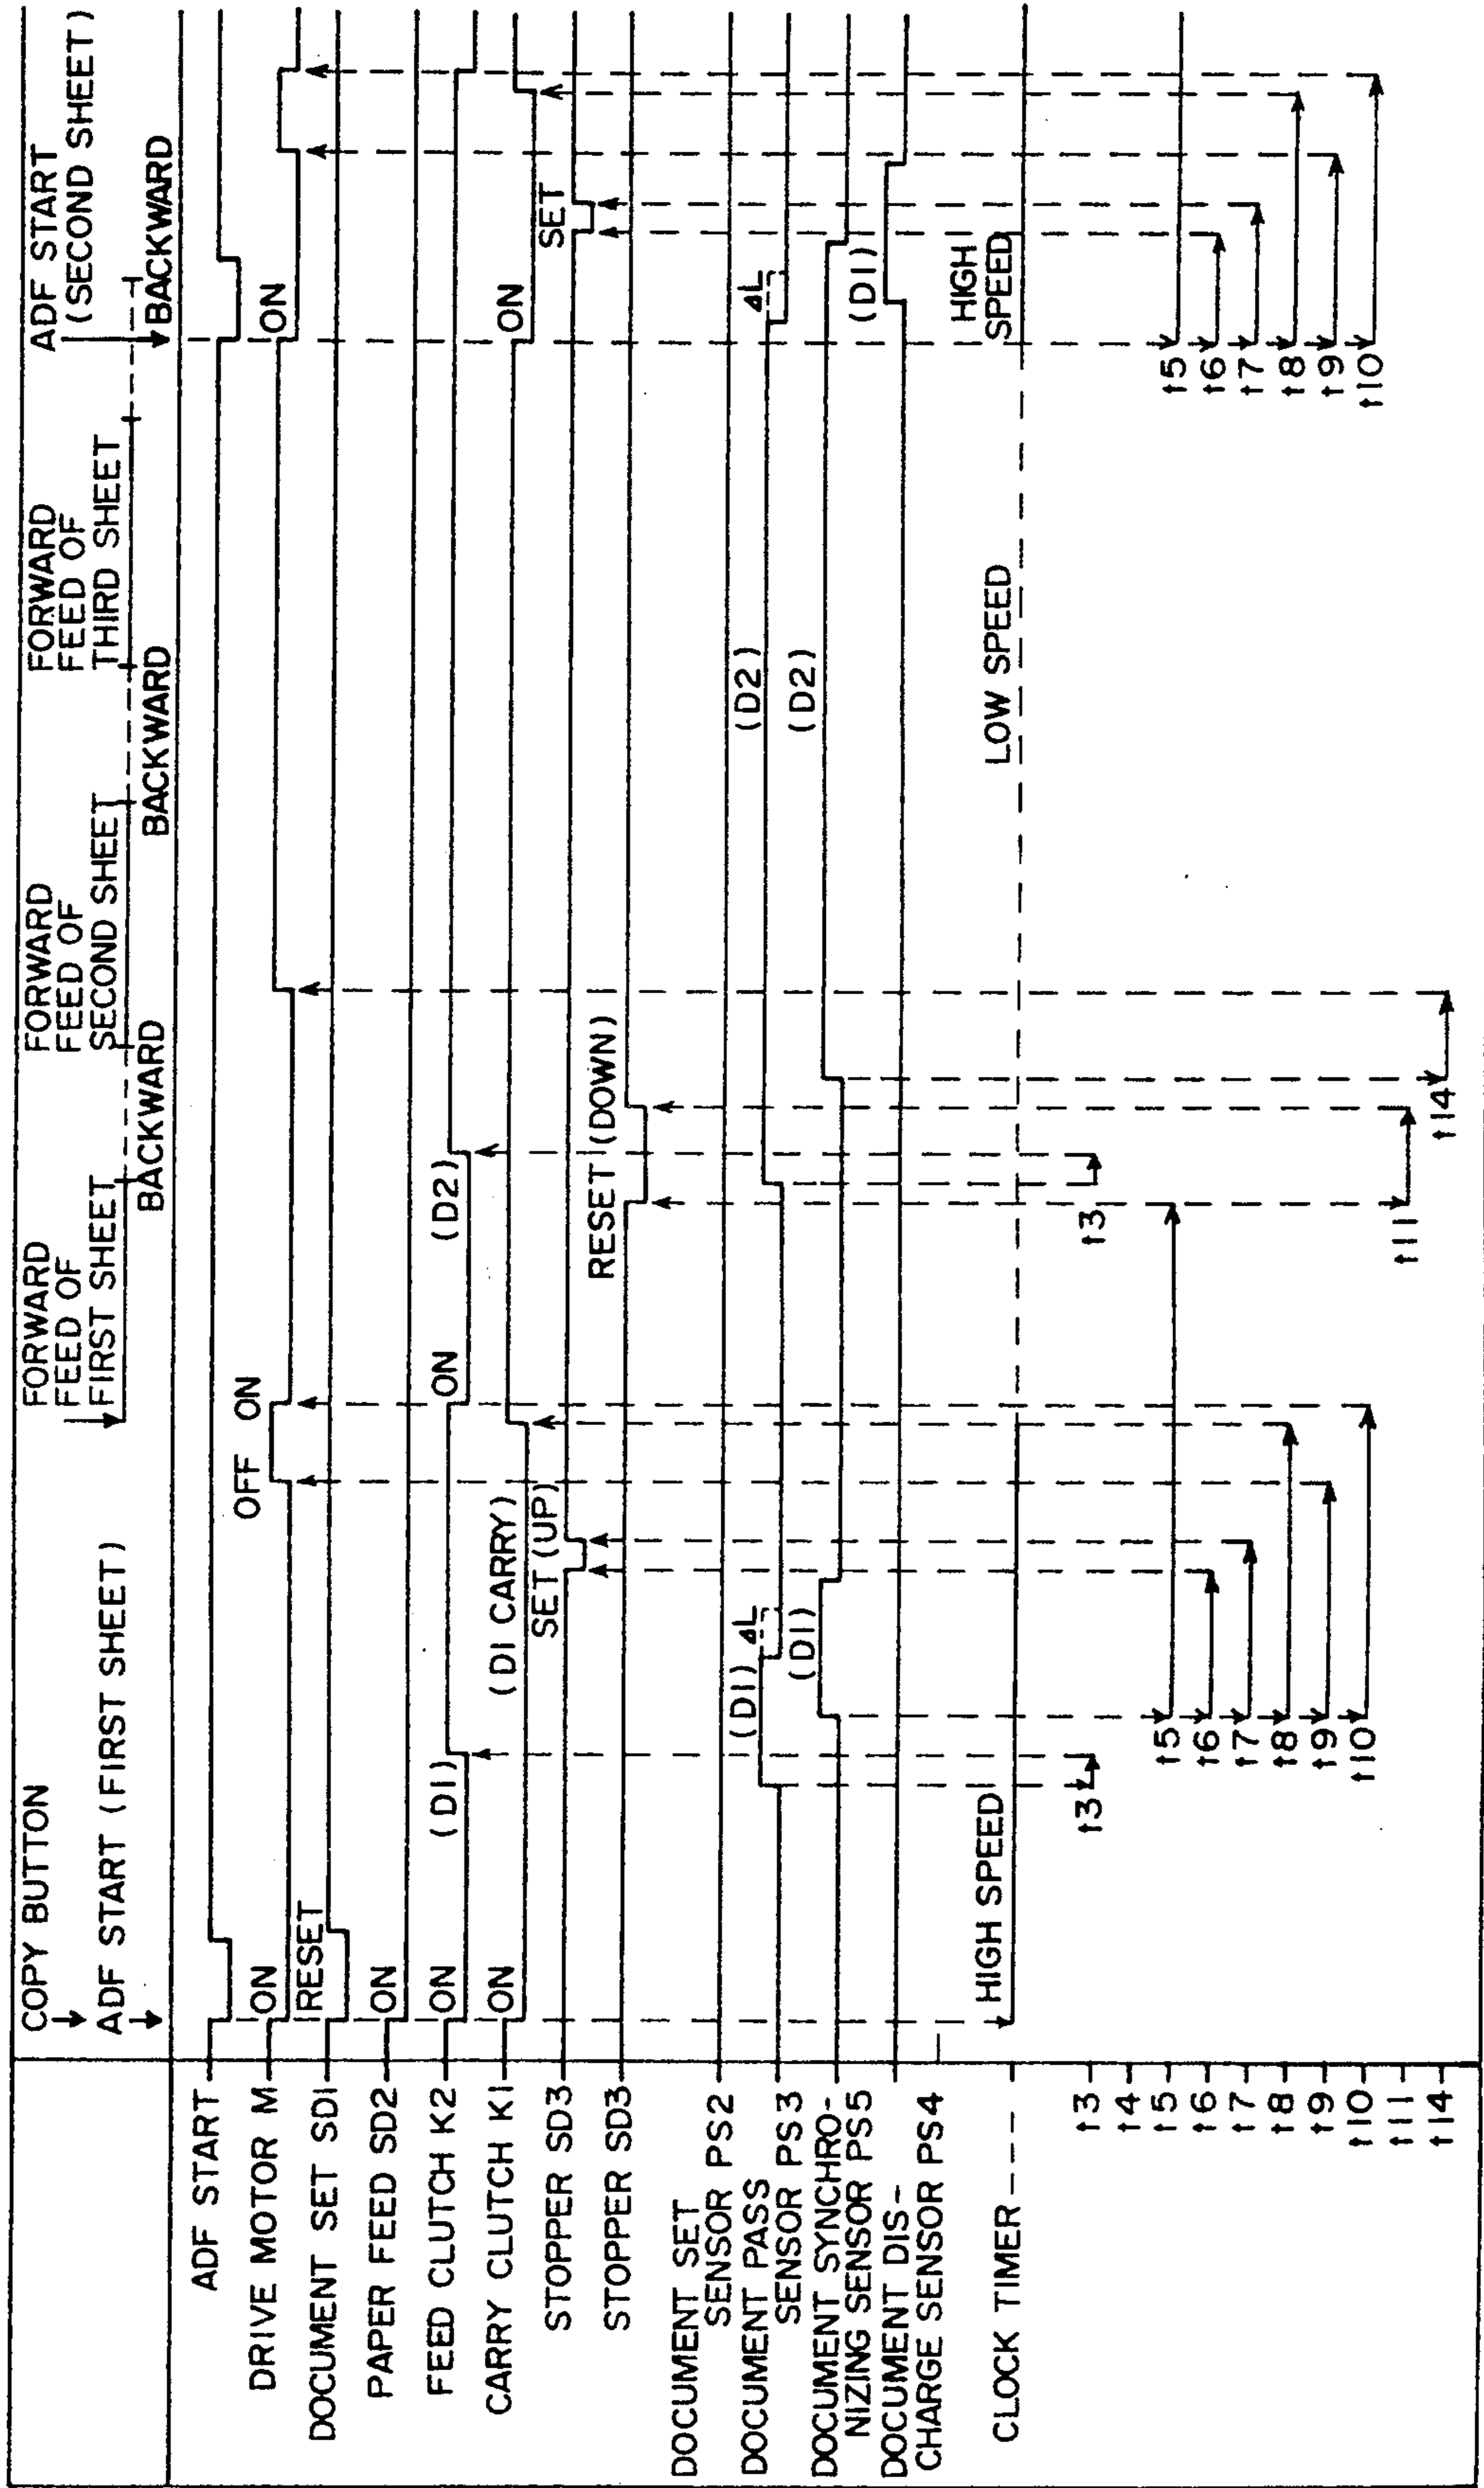 COPY BUTTON
ADF START (FIRST SHEET)
FORWARD
FEED OF
FIRST SHEET
BACKWARD
FORWARD
FEED OF
SECOND SHEET
BACKWARD
FORWARD
FEED OF
THIRD SHEET
ADF START
(SECOND SHEET)
BACKWARD
ADF START
DRIVE MOTOR M
ON
OFF ON
ON
DOCUMENT SET SD1
RESET
PAPER FEED SD2
ON
FEED CLUTCH K2
ON
(D1)
ON
(D2)
CARRY CLUTCH K1
ON
(D1 CARRY)
ON
STOPPER SD3
SET (UP)
SET
STOPPER SD3
RESET (DOWN)
DOCUMENT SET
SENSOR PS2
DOCUMENT PASS
SENSOR PS3
(D1)
ΔL
(D2)
ΔL
DOCUMENT SYNCHRO-
NIZING SENSOR PS5
(D1)
(D2)
DOCUMENT DIS-
CHARGE SENSOR PS4
(D1)
CLOCK TIMER
HIGH SPEED
LOW SPEED
HIGH
SPEED
t3
t3
t3
t4
t5
t5
t5
t6
t6
t6
t7
t7
t7
t8
t8
t8
t9
t9
t9
t10
t10
t10
t11
t11
t14
t14